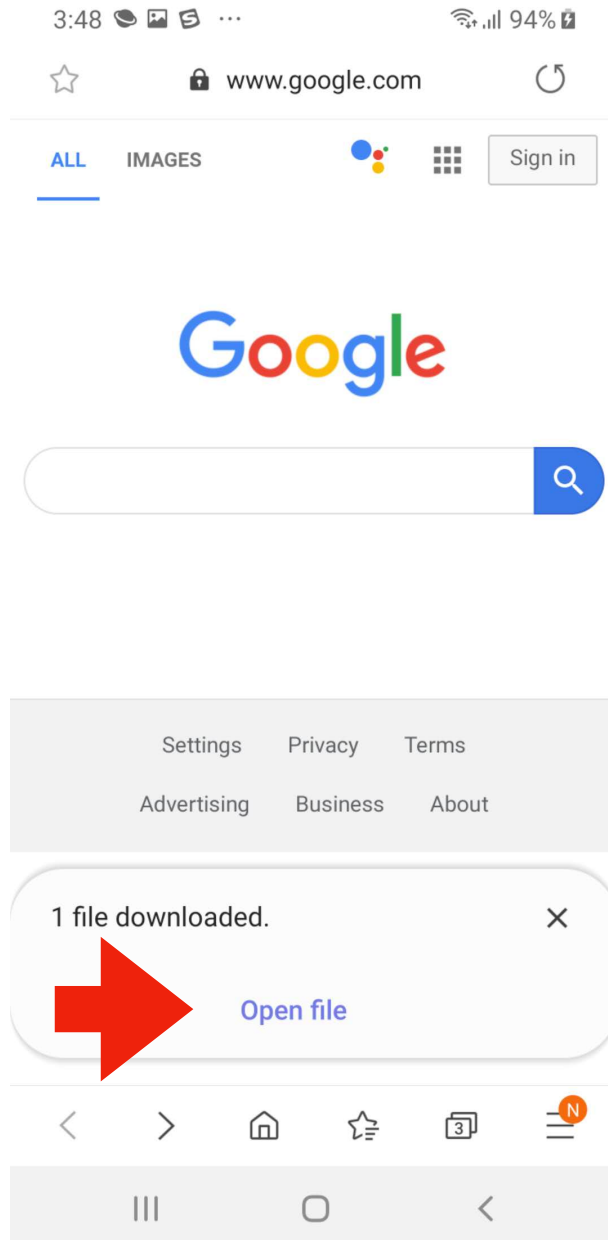 3:48 94%
www.google.com
ALL IMAGES Sign in
Google
Settings Privacy Terms
Advertising Business About
1 file downloaded.
Open file
3 N